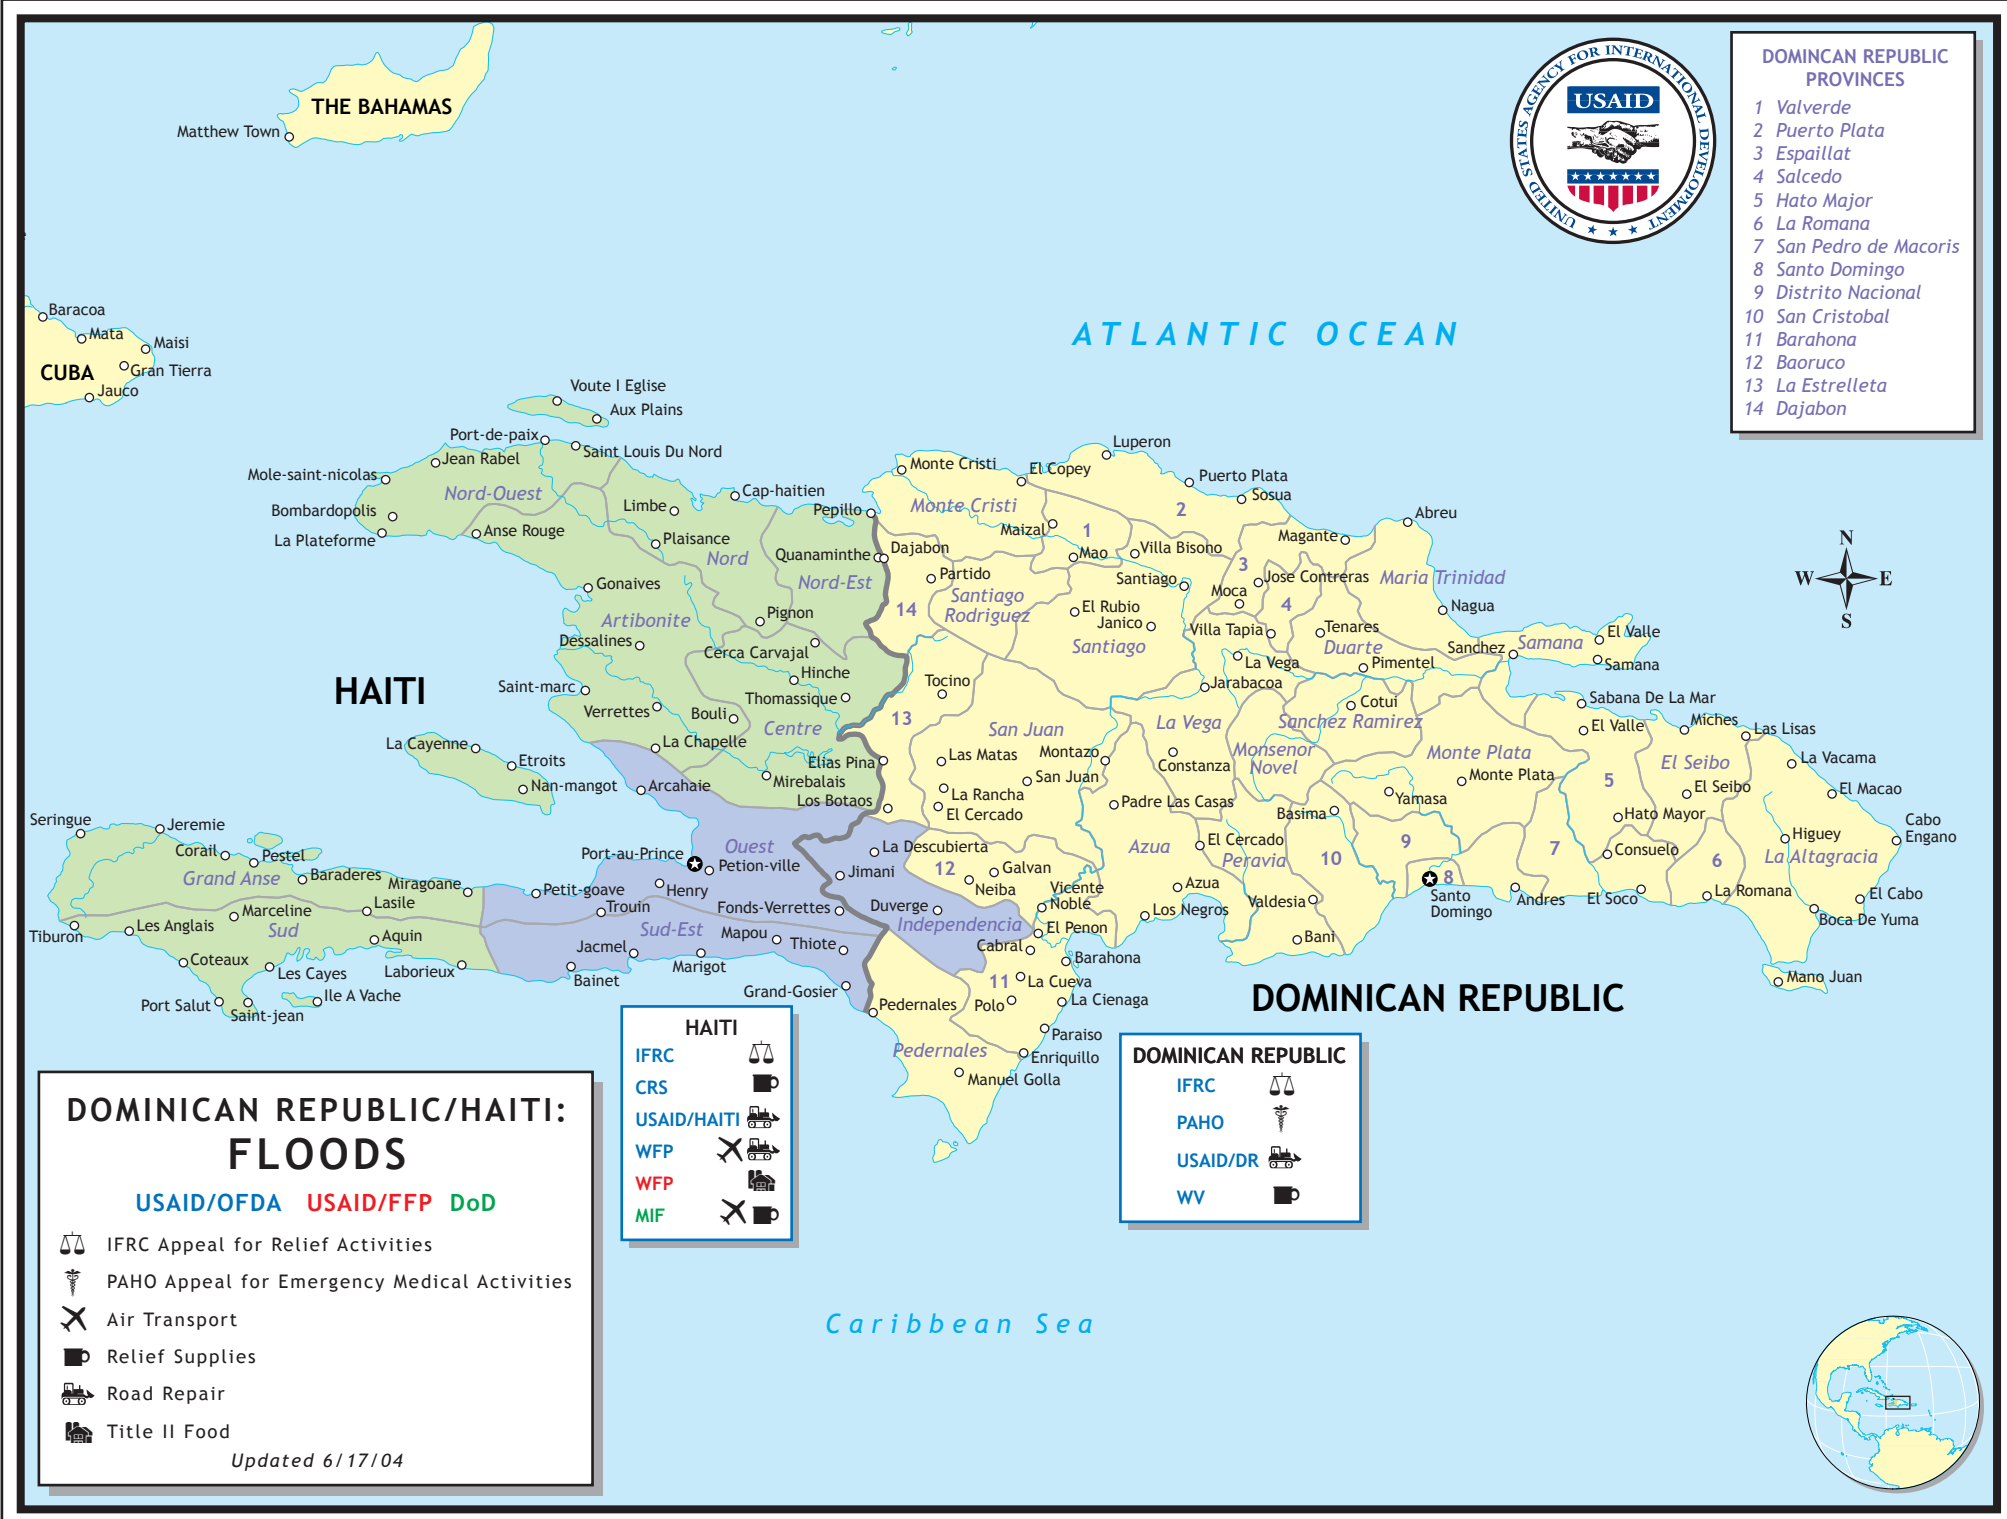 THE BAHAMAS
Matthew Town
UNITED STATES AGENCY FOR INTERNATIONAL DEVELOPMENT
USAID
DOMINCAN REPUBLIC
PROVINCES
1 Valverde
2 Puerto Plata
3 Espaillat
4 Salcedo
5 Hato Major
6 La Romana
7 San Pedro de Macoris
8 Santo Domingo
9 Distrito Nacional
10 San Cristobal
11 Barahona
12 Baoruco
13 La Estrelleta
14 Dajabon
Baracoa
Mata
Maisi
CUBA
Gran Tierra
Jauco
ATLANTIC OCEAN
Voute I Eglise
Aux Plains
Port-de-paix
Saint Louis Du Nord
Jean Rabel
Mole-saint-nicolas
Nord-Ouest
Bombardopolis
La Plateforme
Anse Rouge
Limbe
Cap-haitien
Pepillo
Plaisance
Nord
Quanaminthe
Nord-Est
Gonaives
Artibonite
Pignon
Dessalines
Cerca Carvajal
Hinche
HAITI
Saint-marc
Thomassique
Verrettes
Bouli
Centre
La Chapelle
La Cayenne
Etroits
Nan-mangot
Elias Pina
Mirebalais
Arcahaie
Los Botaos
Seringue
Jeremie
Corail
Pestel
Grand Anse
Baraderes
Miragoane
Port-au-Prince
Ouest
Petion-ville
Petit-goave
Henry
Lasile
Marceline
Trouin
Fonds-Verrettes
Tiburon
Les Anglais
Sud
Aquin
Sud-Est
Mapou
Thiote
Jacmel
Coteaux
Les Cayes
Laborieux
Bainet
Marigot
Grand-Gosier
Port Salut
Ile A Vache
Saint-jean
Monte Cristi
El Copey
Luperon
Puerto Plata
Sosua
Monte Cristi
Maizal
1
2
Abreu
Magante
Dajabon
Mao
Villa Bisono
3
Partido
Santiago
Jose Contreras
Maria Trinidad
Santiago
Rodriguez
14
Moca
4
El Rubio
Janico
Nagua
Villa Tapia
Tenares
Duarte
Santiago
Sanchez
Samana
El Valle
Samana
La Vega
Pimentel
Tocino
Jarabacoa
Cotui
Sabana De La Mar
13
San Juan
La Vega
Sanchez Ramirez
El Valle
Miches
Las Lisas
Las Matas
Montazo
Constanza
Monsenor
Novel
Monte Plata
El Seibo
La Vacama
San Juan
Monte Plata
5
El Seibo
El Macao
La Rancha
Padre Las Casas
Yamasa
El Cercado
Basima
Hato Mayor
Cabo
Engano
La Descubierta
Azua
El Cercado
Peravia
10
9
7
Consuelo
6
Higuey
La Altagracia
Jimani
12
Galvan
Neiba
Vicente
Noble
Azua
Valdesia
8
Santo
Domingo
Andres
El Soco
La Romana
El Cabo
Duverge
Independencia
Los Negros
Boca De Yuma
El Penon
Bani
Cabral
Barahona
11
La Cueva
Mano Juan
Pedernales
Polo
La Cienaga
Paraiso
Pedernales
Enriquillo
Manuel Golla
DOMINICAN REPUBLIC
N
W E
S
HAITI
IFRC
CRS
USAID/HAITI
WFP
WFP
MIF
DOMINICAN REPUBLIC
IFRC
PAHO
USAID/DR
WV
DOMINICAN REPUBLIC/HAITI:
FLOODS
USAID/OFDA USAID/FFP DoD
IFRC Appeal for Relief Activities
PAHO Appeal for Emergency Medical Activities
Air Transport
Relief Supplies
Road Repair
Title II Food
Updated 6/17/04
Caribbean Sea